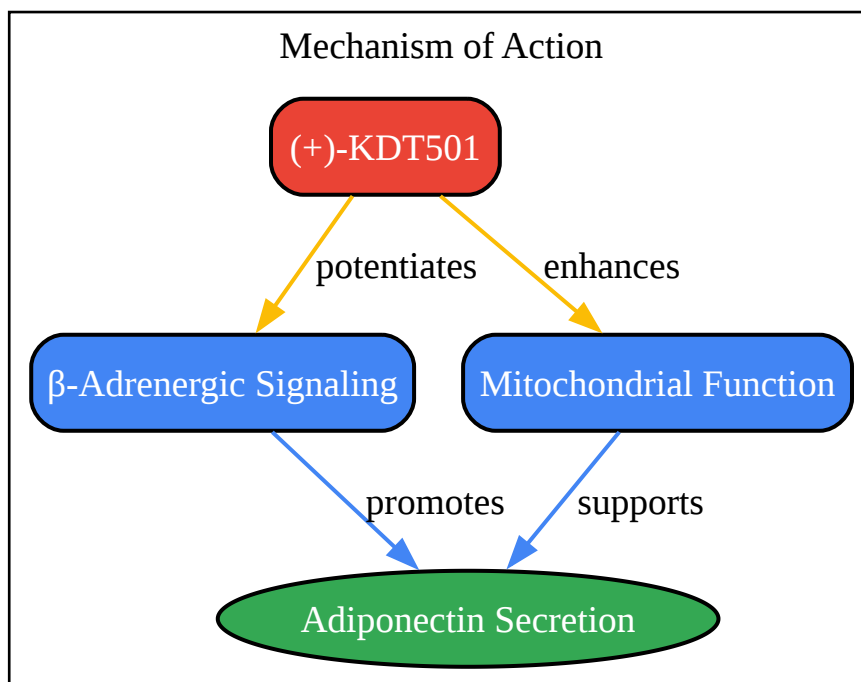 Mechanism of Action
(+)-KDT501
potentiates
enhances
β-Adrenergic Signaling
Mitochondrial Function
promotes
supports
Adiponectin Secretion